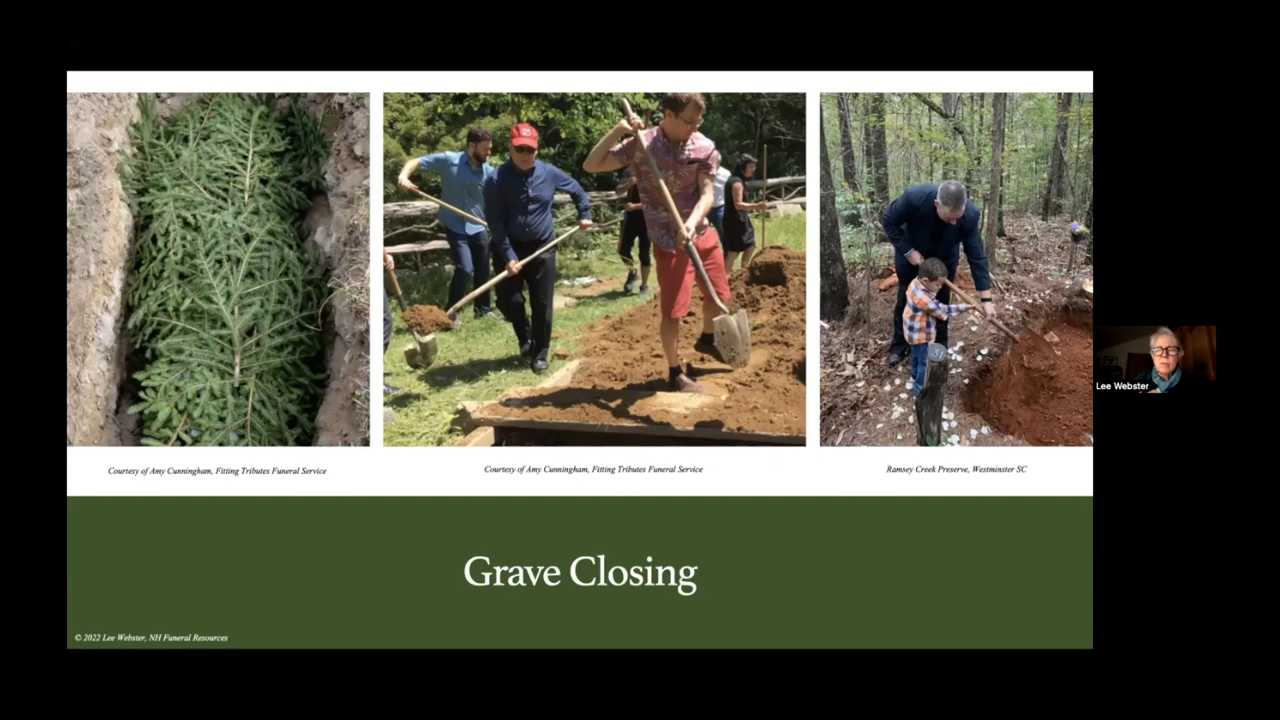 Courtesy of Amy Cunningham, Fitting Tributes Funeral Service
Courtesy of Amy Cunningham, Fitting Tributes Funeral Service
Ramsey Creek Preserve, Westminster SC
Lee Webster
Grave Closing
© 2022 Lee Webster, NH Funeral Resources